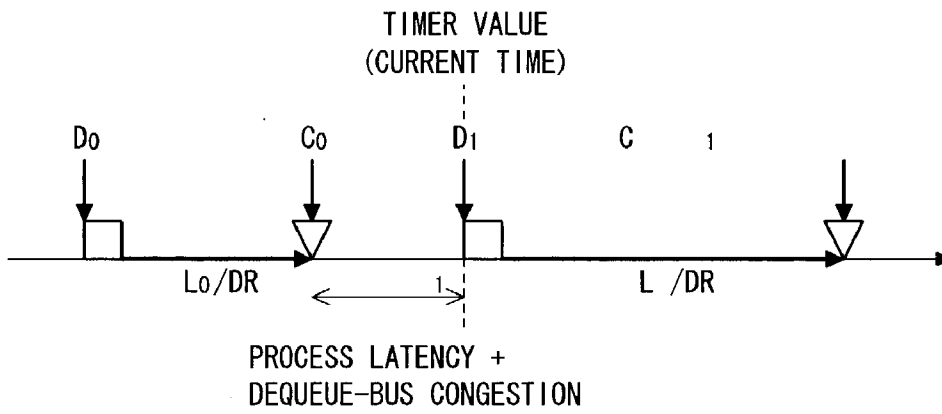 TIMER VALUE
(CURRENT TIME)
D0 C0 D1 C 1
L0/DR 1 L /DR
PROCESS LATENCY +
DEQUEUE-BUS CONGESTION